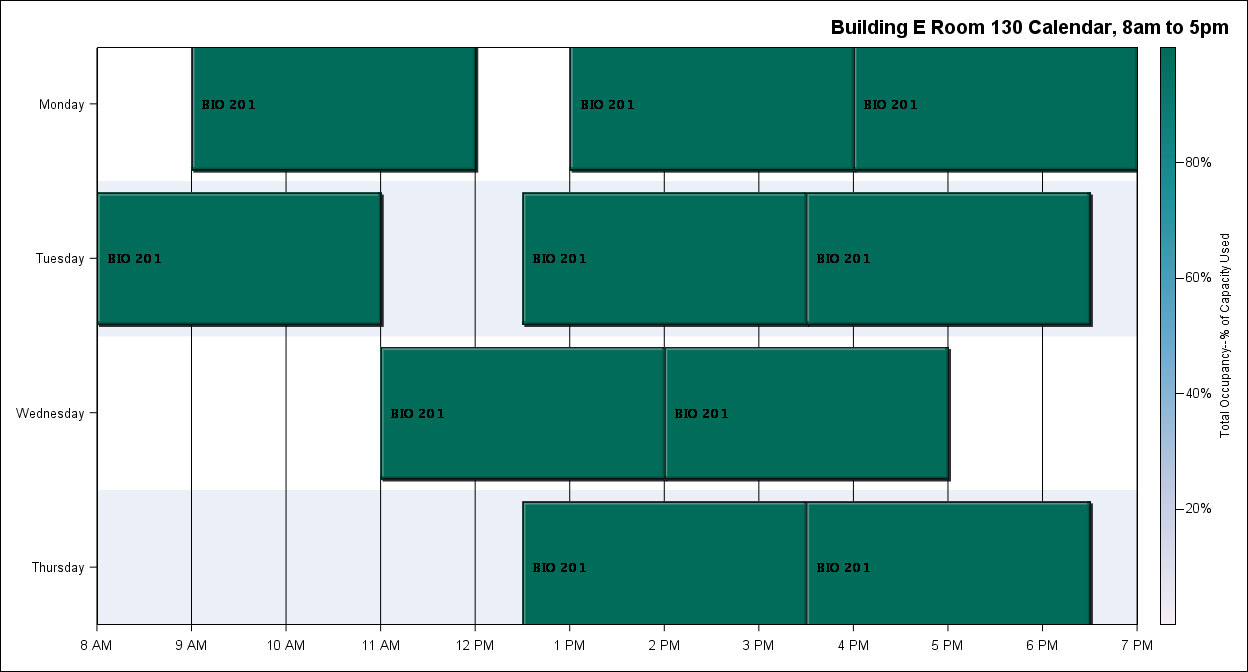 Building E Room 130 Calendar, 8am to 5pm
Monday
BIO 201
BIO 201
BIO 201
Tuesday
BIO 201
BIO 201
BIO 201
Wednesday
BIO 201
BIO 201
Thursday
BIO 201
BIO 201
8 AM
9 AM
10 AM
11 AM
12 PM
1 PM
2 PM
3 PM
4 PM
5 PM
6 PM
7 PM
80%
60%
40%
20%
Total Occupancy--% of Capacity Used